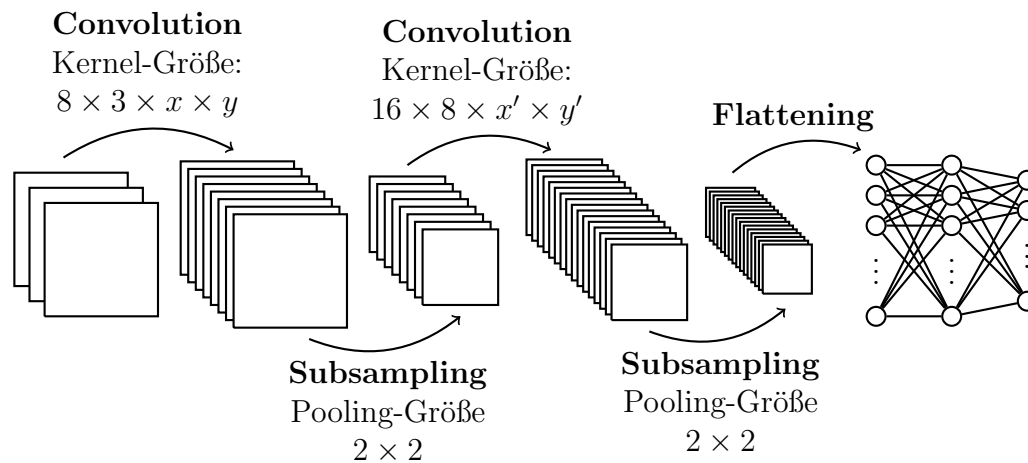 Convolution
Kernel-Größe:
8 × 3 × x × y
Convolution
Kernel-Größe:
16 × 8 × x′ × y′
Flattening
Subsampling
Pooling-Größe
2 × 2
Subsampling
Pooling-Größe
2 × 2